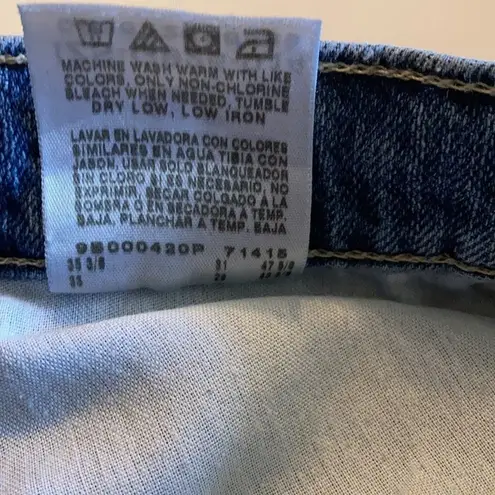 MACHINE WASH WARM WITH LIKE
COLORS, ONLY NON-CHLORINE
BLEACH WHEN NEEDED, TUMBLE
DRY LOW, LOW IRON
LAVAR EN LAVADORA CON COLORES
SIMILARES EN AGUA TIBIA CON
JABON, USAR SOLO BLANQUEADOR
SIN CLORO SI ES NECESARIO, NO
EXPRIMIR, SECAR COLGADO A LA
SOMBRA O EN SECADORA A TEMP.
BAJA, PLANCHAR A TEMP. BAJA
95000420P 71415